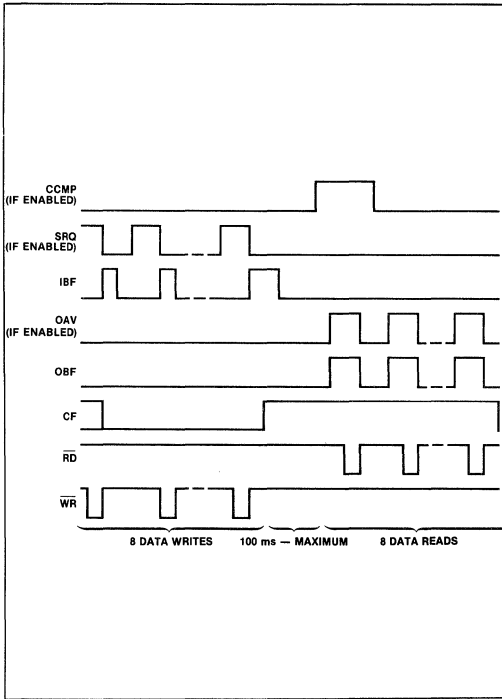 CCMP
(IF ENABLED)
SRQ
(IF ENABLED)
IBF
OAV
(IF ENABLED)
OBF
CF
RD
WR
8 DATA WRITES 100 ms — MAXIMUM 8 DATA READS